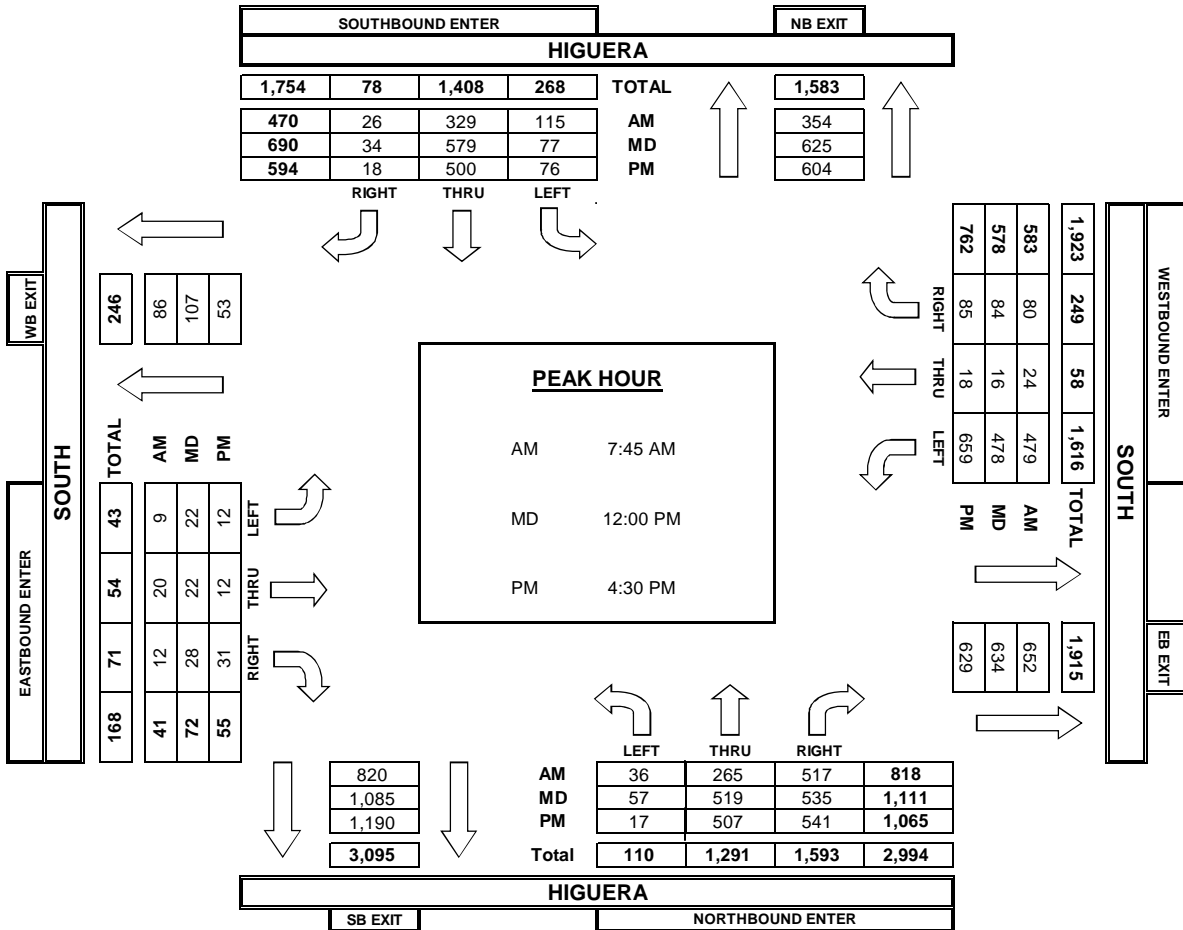 SOUTHBOUND ENTER NB EXIT
HIGUERA
1,754 78 1,408 268 TOTAL 1,583
470 26 329 115 AM 354
690 34 579 77 MD 625
594 18 500 76 PM 604
RIGHT THRU LEFT
WB EXIT
SOUTH
EASTBOUND ENTER
246
86
107
53
TOTAL
AM
MD
PM
43 54 71 168
9 20 12 41
22 22 28 72
12 12 31 55
LEFT THRU RIGHT
PEAK HOUR
AM 7:45 AM
MD 12:00 PM
PM 4:30 PM
RIGHT THRU LEFT
762 85 18 659 PM
578 84 16 478 MD
583 80 24 479 AM
1,923 249 58 1,616 TOTAL
629
634
652
1,915
SOUTH
WESTBOUND ENTER
EB EXIT
LEFT THRU RIGHT
820 AM 36 265 517 818
1,085 MD 57 519 535 1,111
1,190 PM 17 507 541 1,065
3,095 Total 110 1,291 1,593 2,994
HIGUERA
SB EXIT NORTHBOUND ENTER